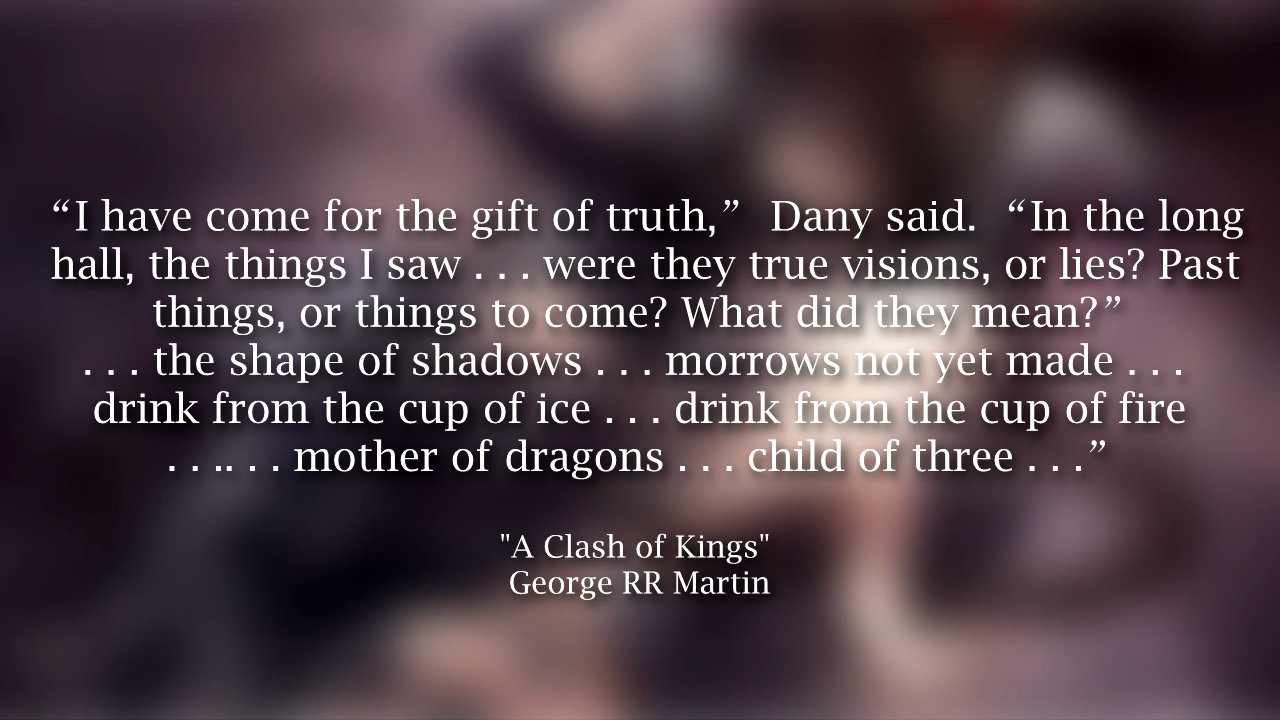 “I have come for the gift of truth,”  Dany said.  “In the long
hall, the things I saw . . . were they true visions, or lies? Past
things, or things to come? What did they mean?”
. . . the shape of shadows . . . morrows not yet made . . .
drink from the cup of ice . . . drink from the cup of fire
. . .. . . mother of dragons . . . child of three . . .”
"A Clash of Kings"
George RR Martin